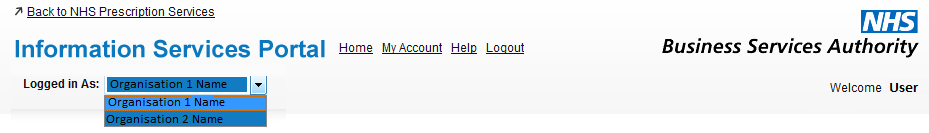 Back to NHS Prescription Services
NHS
Information Services Portal Home My Account Help Logout
Business Services Authority
Logged in As: Organisation 1 Name
Welcome User
Organisation 1 Name
Organisation 2 Name